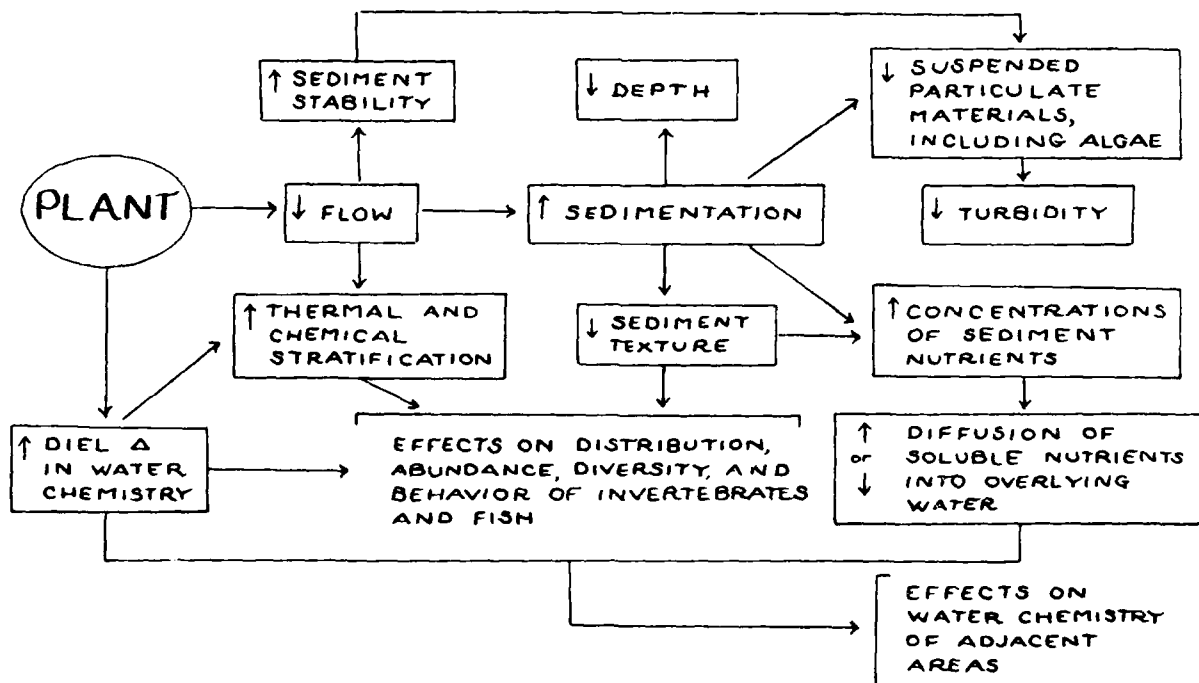 ↑ SEDIMENT
STABILITY
↓ DEPTH
↓ SUSPENDED
PARTICULATE
MATERIALS,
INCLUDING ALGAE
PLANT
↓ FLOW
↑ SEDIMENTATION
↓ TURBIDITY
↑ THERMAL AND
CHEMICAL
STRATIFICATION
↓ SEDIMENT
TEXTURE
↑ CONCENTRATIONS
OF SEDIMENT
NUTRIENTS
↑ DIEL Δ
IN WATER
CHEMISTRY
EFFECTS ON DISTRIBUTION,
ABUNDANCE, DIVERSITY, AND
BEHAVIOR OF INVERTEBRATES
AND FISH
↑ DIFFUSION OF
or SOLUBLE NUTRIENTS
↓ INTO OVERLYING
WATER
EFFECTS ON
WATER CHEMISTRY
OF ADJACENT
AREAS